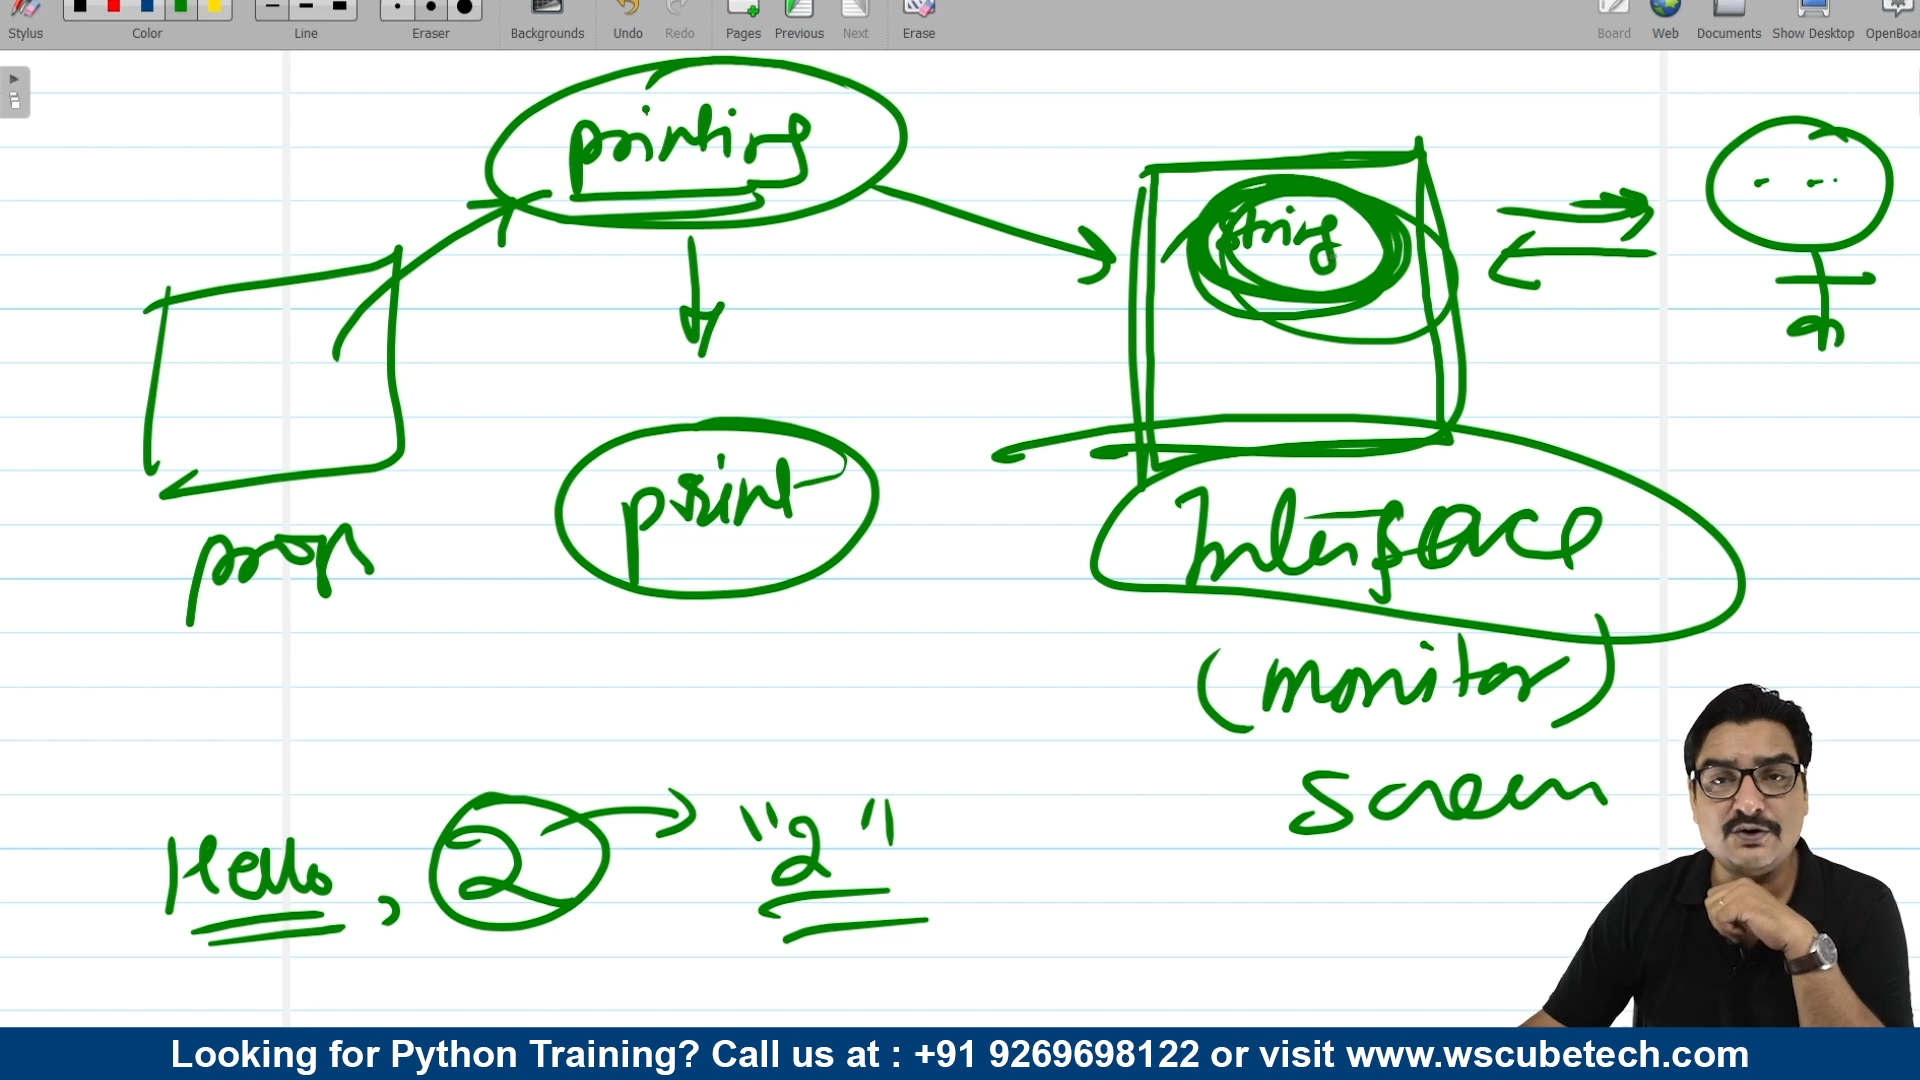 Stylus Color Line Eraser Backgrounds Undo Redo Pages Previous Next Erase Board Web Documents Show Desktop OpenBoar
printing
string
print
Interface
prog
(monitor)
Screen
Hello, 2 "2"
Looking for Python Training? Call us at : +91 9269698122 or visit www.wscubetech.com